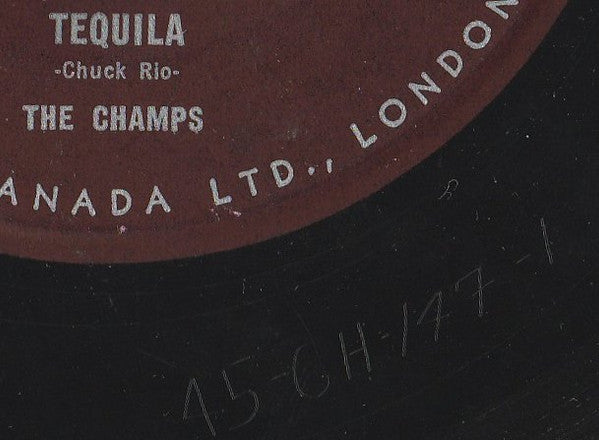 TEQUILA
-Chuck Rio-
THE CHAMPS
ANADA LTD., LONDON
R
15-CH-147-1